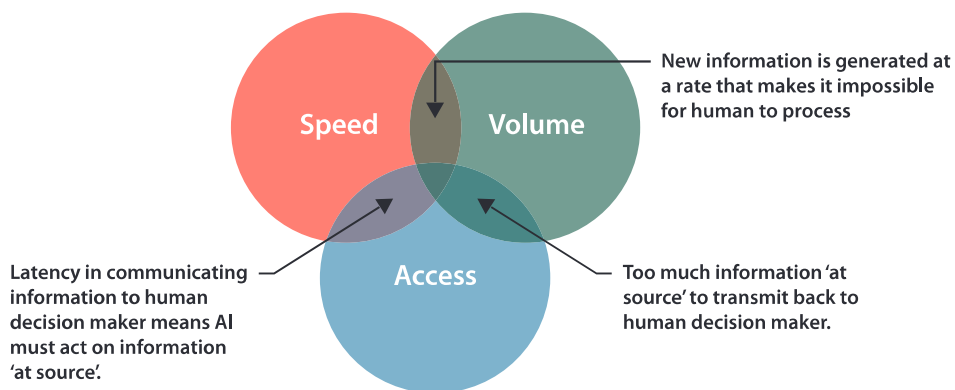 New information is generated at
a rate that makes it impossible
for human to process
Speed
Volume
Latency in communicating
information to human
decision maker means AI
must act on information
‘at source’.
Access
Too much information ‘at
source’ to transmit back to
human decision maker.